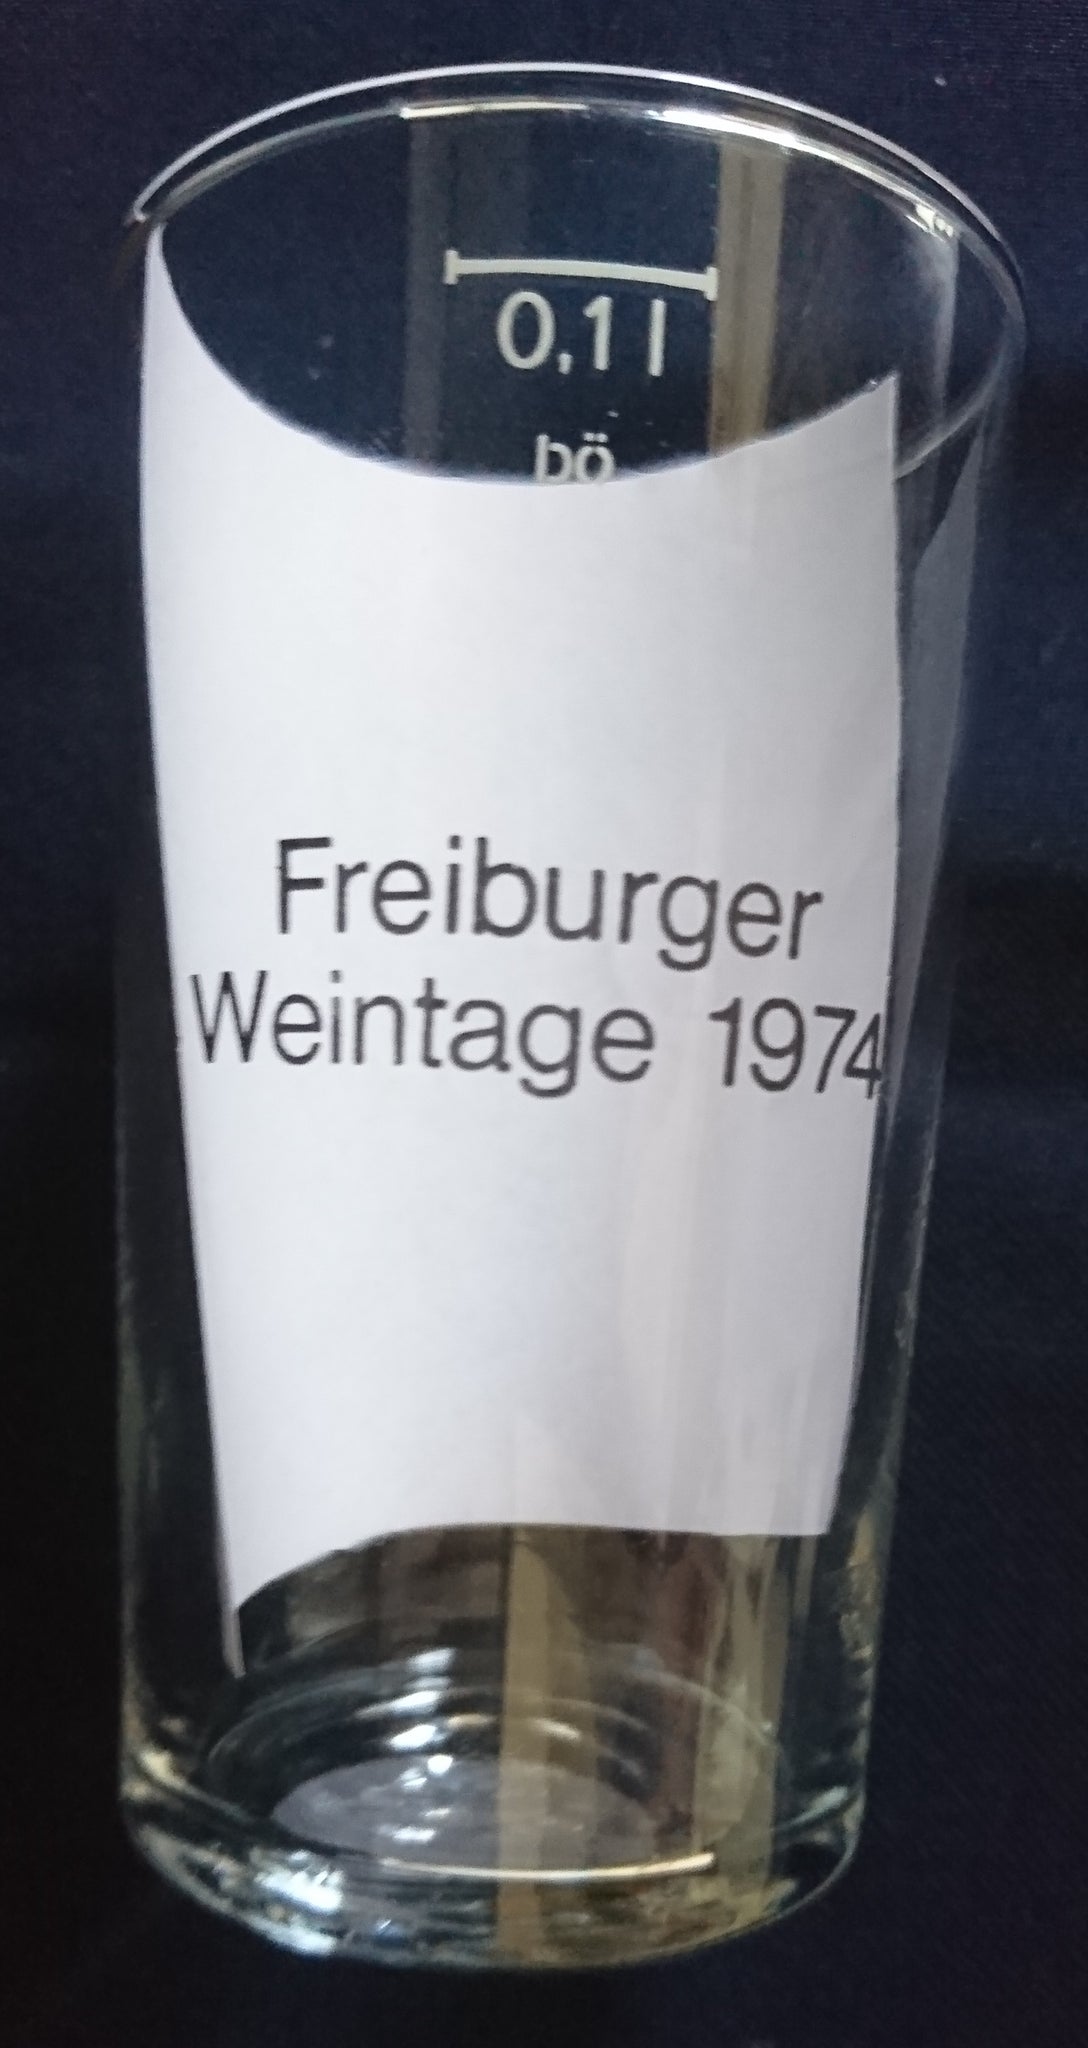 0,1 l
bö
Freiburger
Weintage 1974